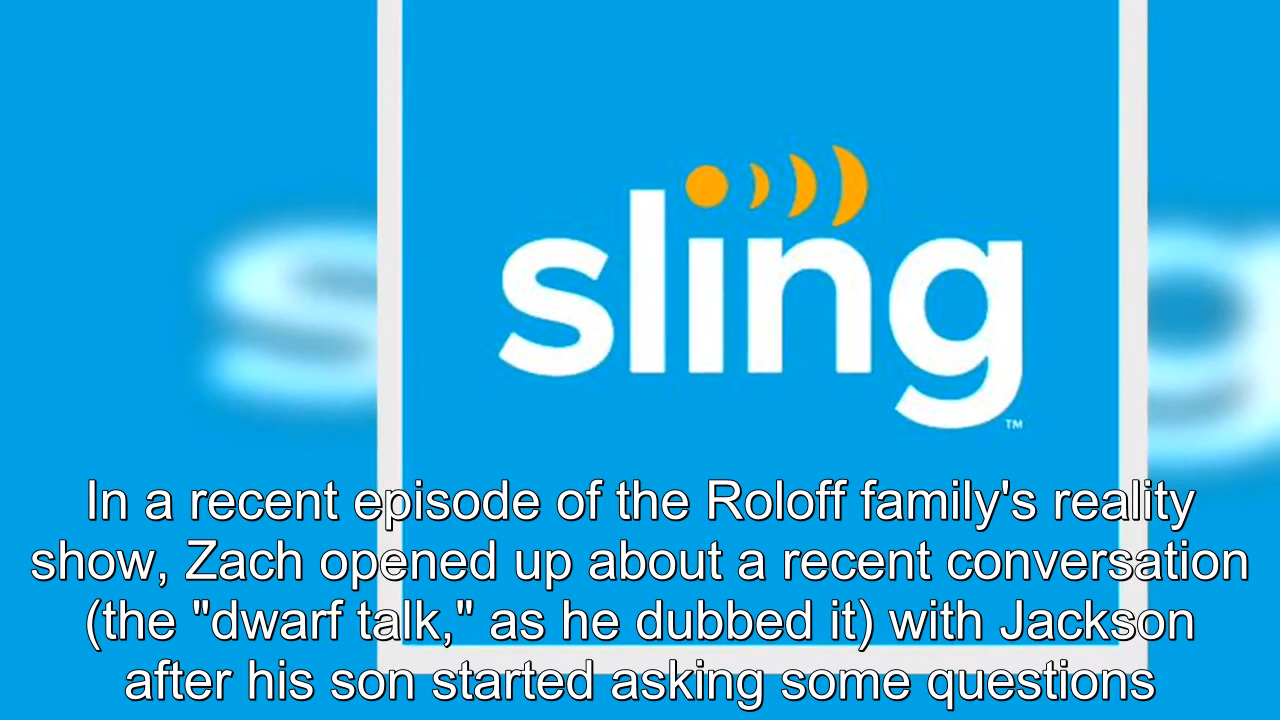 sling
TM
In a recent episode of the Roloff family's reality
show, Zach opened up about a recent conversation
(the "dwarf talk," as he dubbed it) with Jackson
after his son started asking some questions